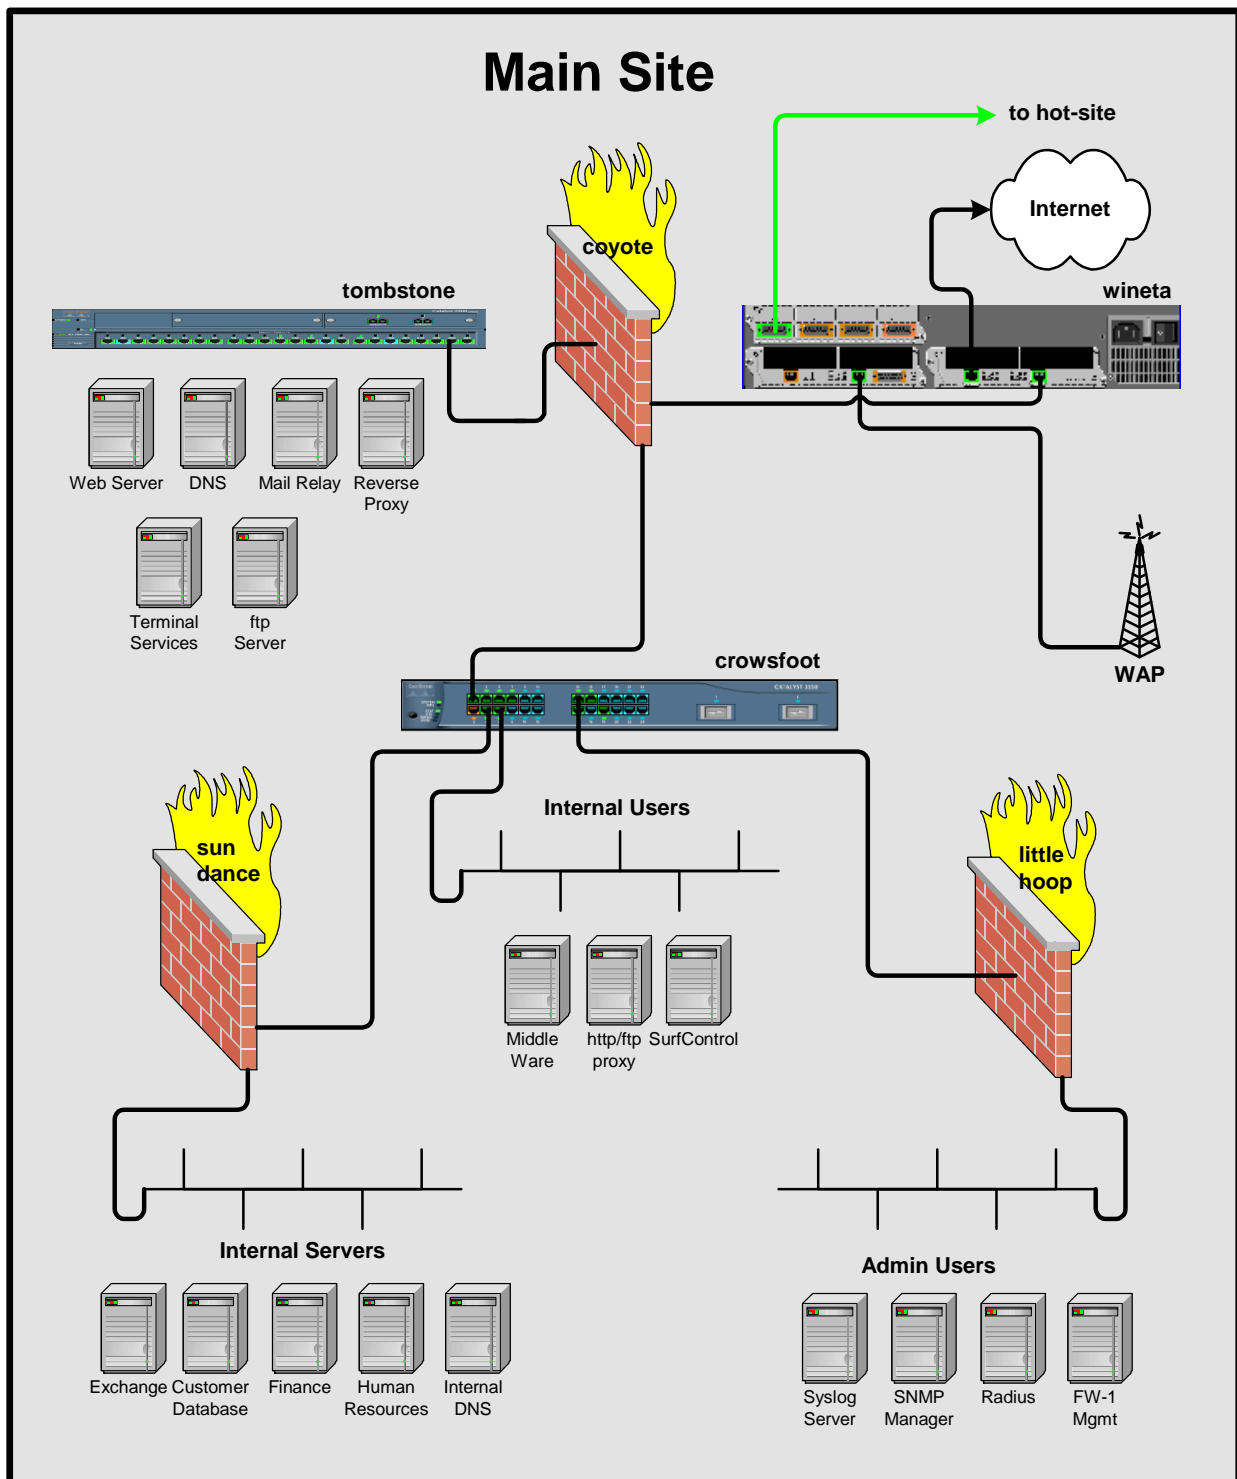 Main Site
to hot-site
Internet
coyote
tombstone
wineta
Web Server
DNS
Mail Relay
Reverse
Proxy
Terminal
Services
ftp
Server
WAP
crowsfoot
CATALYST 3550
Internal Users
sun
dance
little
hoop
Middle
Ware
http/ftp
proxy
SurfControl
Internal Servers
Admin Users
Exchange
Customer
Database
Finance
Human
Resources
Internal
DNS
Syslog
Server
SNMP
Manager
Radius
FW-1
Mgmt